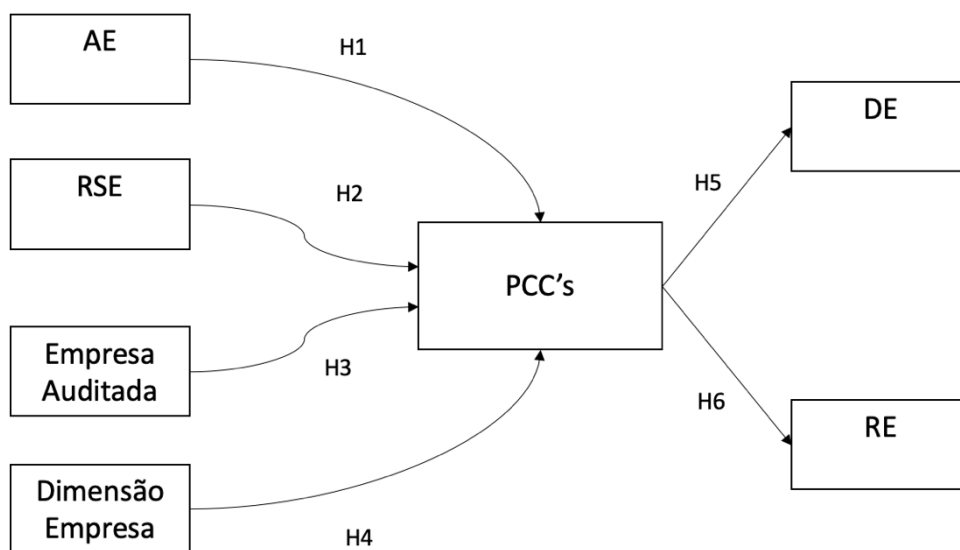 AE
H1
RSE
H2
Empresa
Auditada
H3
Dimensão
Empresa
H4
PCC’s
H5
DE
H6
RE